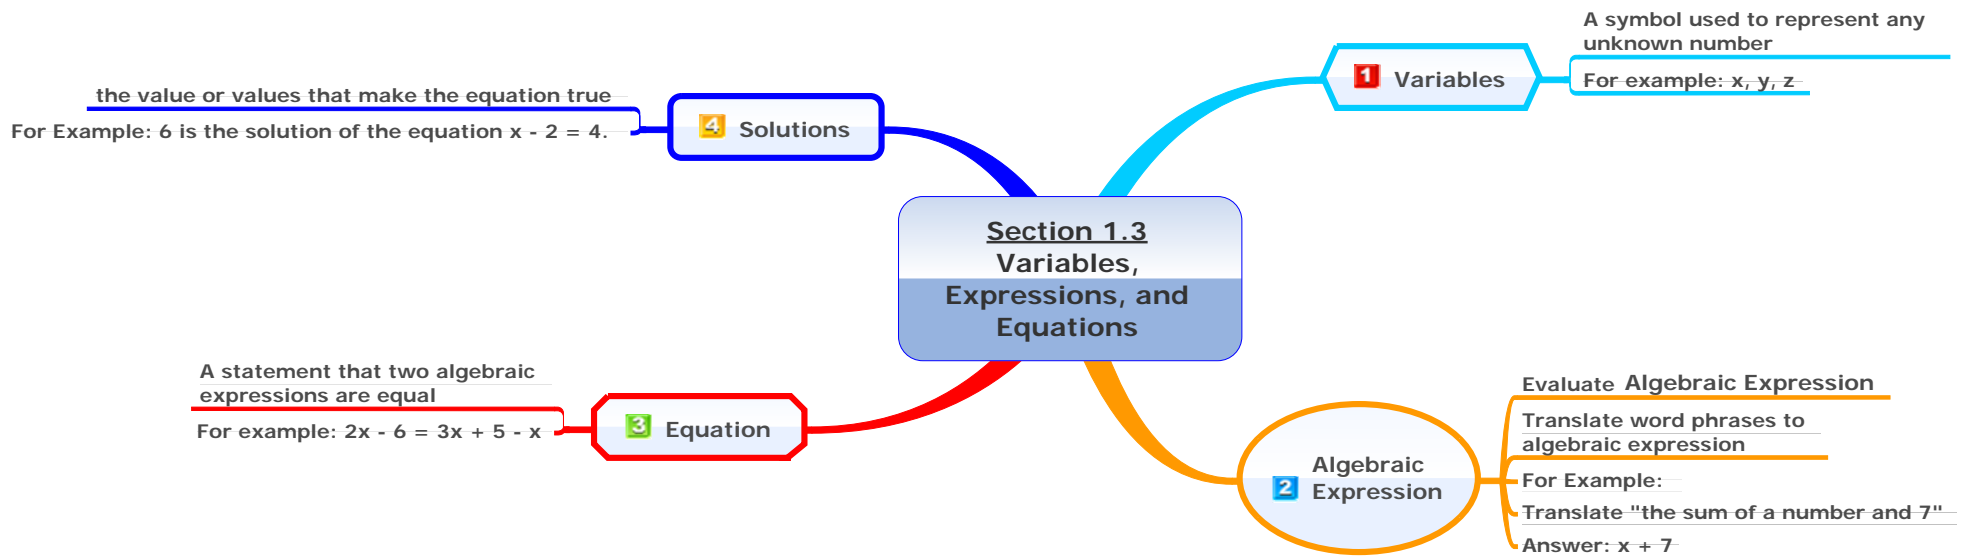 Section 1.3
Variables,
Expressions, and
Equations
1 Variables
A symbol used to represent any
unknown number
For example: x, y, z
2 Algebraic
Expression
Evaluate Algebraic Expression
Translate word phrases to
algebraic expression
For Example:
Translate "the sum of a number and 7"
Answer: x + 7
3 Equation
A statement that two algebraic
expressions are equal
For example: 2x - 6 = 3x + 5 - x
4 Solutions
the value or values that make the equation true
For Example: 6 is the solution of the equation x - 2 = 4.